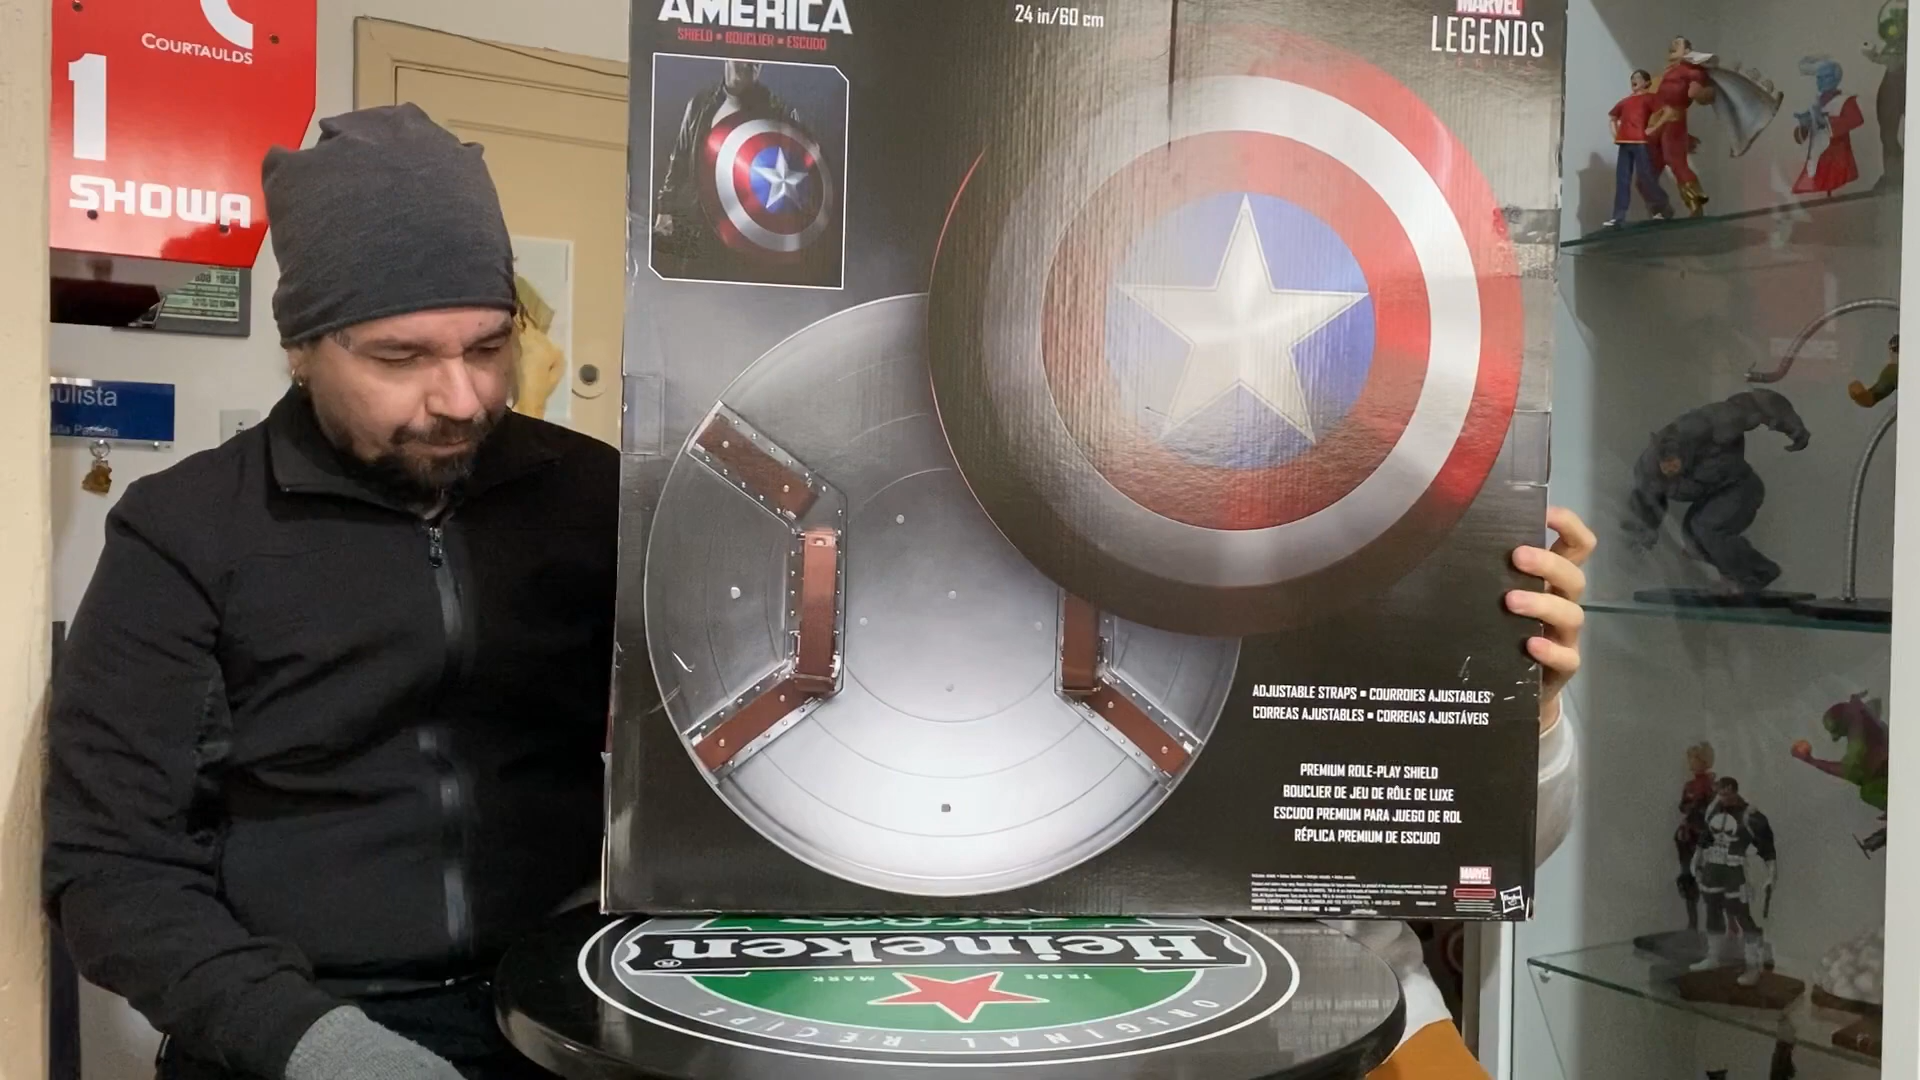 COURTAULDS
1
SHOWA
ulista
AMERICA
SHIELD • BOUCLIER • ESCUDO
24 in/60 cm
MARVEL
LEGENDS
SERIES
ADJUSTABLE STRAPS • COURROIES AJUSTABLES
CORREAS AJUSTABLES • CORREIAS AJUSTÁVEIS
PREMIUM ROLE-PLAY SHIELD
BOUCLIER DE JEU DE RÔLE DE LUXE
ESCUDO PREMIUM PARA JUEGO DE ROL
RÉPLICA PREMIUM DE ESCUDO
MARVEL
Heineken®
TRADE MARK
ORIGINAL RECIPE